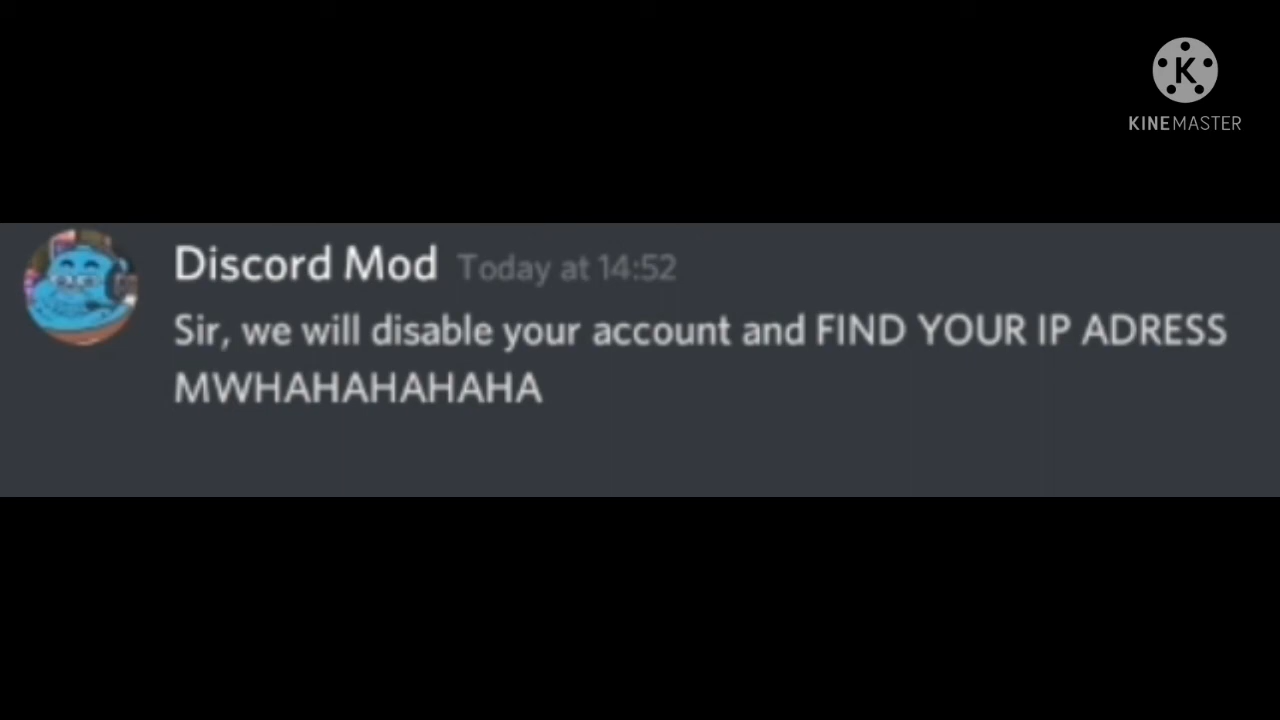 K
KINEMASTER
Discord Mod Today at 14:52
Sir, we will disable your account and FIND YOUR IP ADRESS
MWHAHAHAHAHA